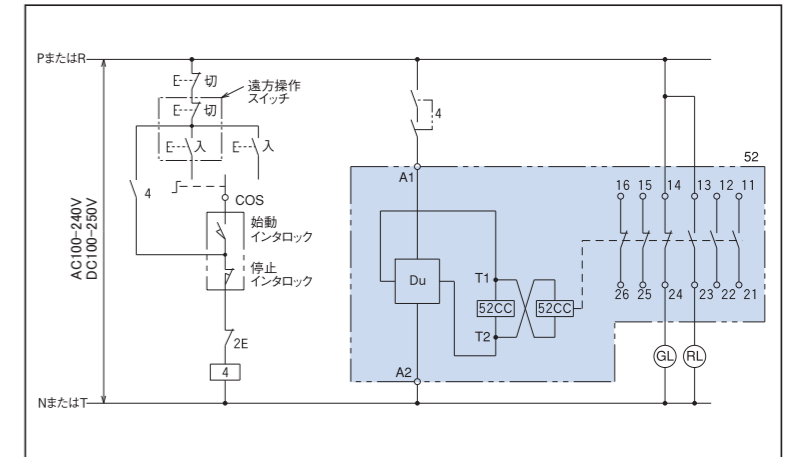 PまたはR
切
遠方操作
スイッチ
切
4
入
入
52
A1
16 15 14 13 12 11
4
COS
始動
インタロック
AC100-240V
DC100-250V
停止
インタロック
Du
T1
52CC
52CC
T2
26 25 24 23 22 21
2E
GL
RL
4
A2
NまたはT